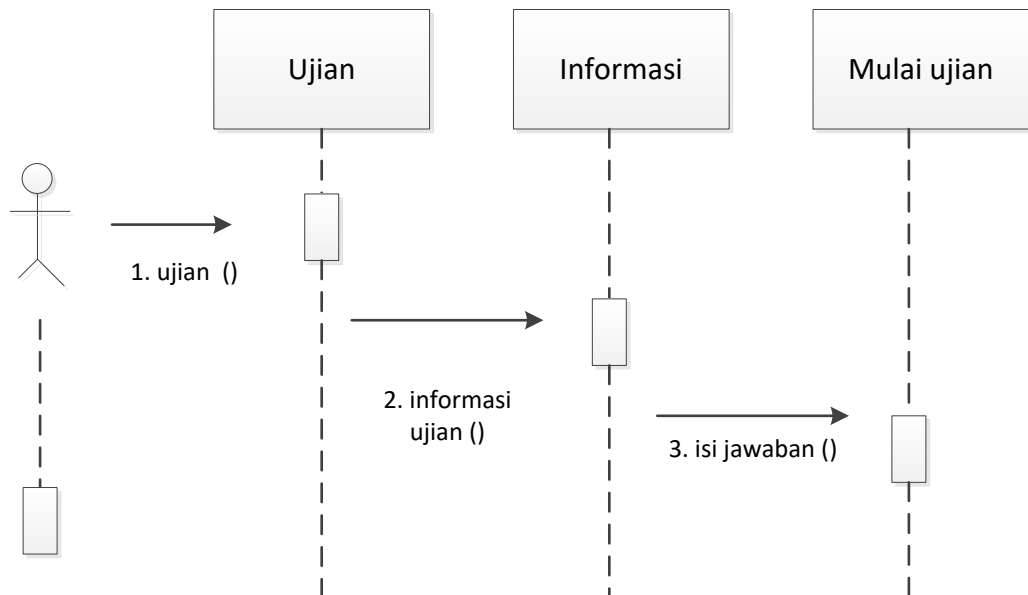 Ujian
Informasi
Mulai ujian
1. ujian  ()
2. informasi
ujian ()
3. isi jawaban ()